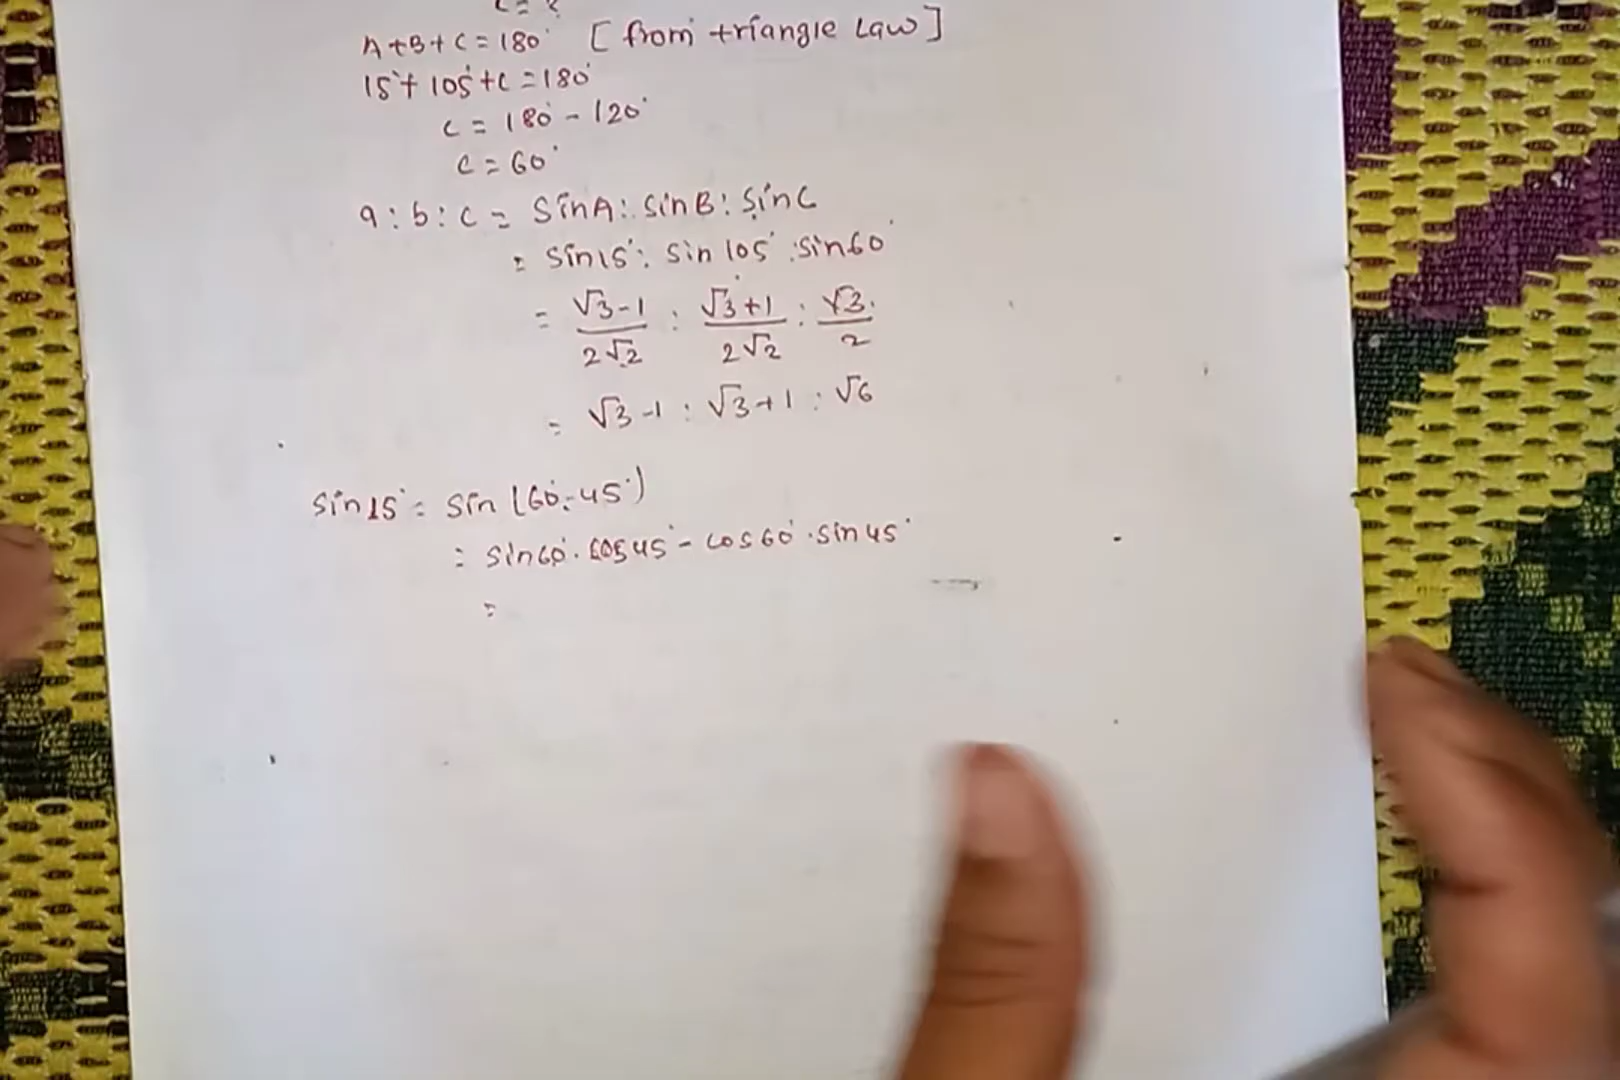 A+B+C = 180° [from triangle Law]
15°+ 105°+C = 180°
C = 180° - 120°
C = 60°
a : b : c = SinA : sinB : SinC
= Sin15° : Sin 105° : Sin60°
= √3-1/2√2 : √3+1/2√2 : √3/2
= √3-1 : √3+1 : √6
Sin15° = Sin (60°-45°)
= sin60°. cos45° - cos60° . sin45°
=